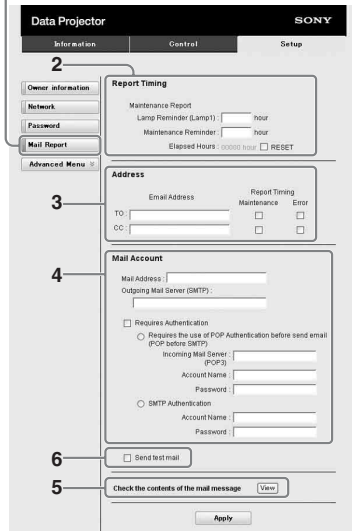 Data Projector SONY
Information Control Setup
2
Owner information
Network
Password
Mail Report
Advanced Menu
Report Timing
Maintenance Report
Lamp Reminder (Lamp1) : hour
Maintenance Reminder : hour
Elapsed Hours : 00000 hour RESET
3
Address
Email Address Report Timing
Maintenance Error
TO :
CC :
4
Mail Account
Mail Address :
Outgoing Mail Server (SMTP) :
Requires Authentication
Requires the use of POP Authentication before send email
(POP before SMTP)
Incoming Mail Server :
(POP3)
Account Name :
Password :
SMTP Authentication
Account Name :
Password :
6
Send test mail
5
Check the contents of the mail message View
Apply